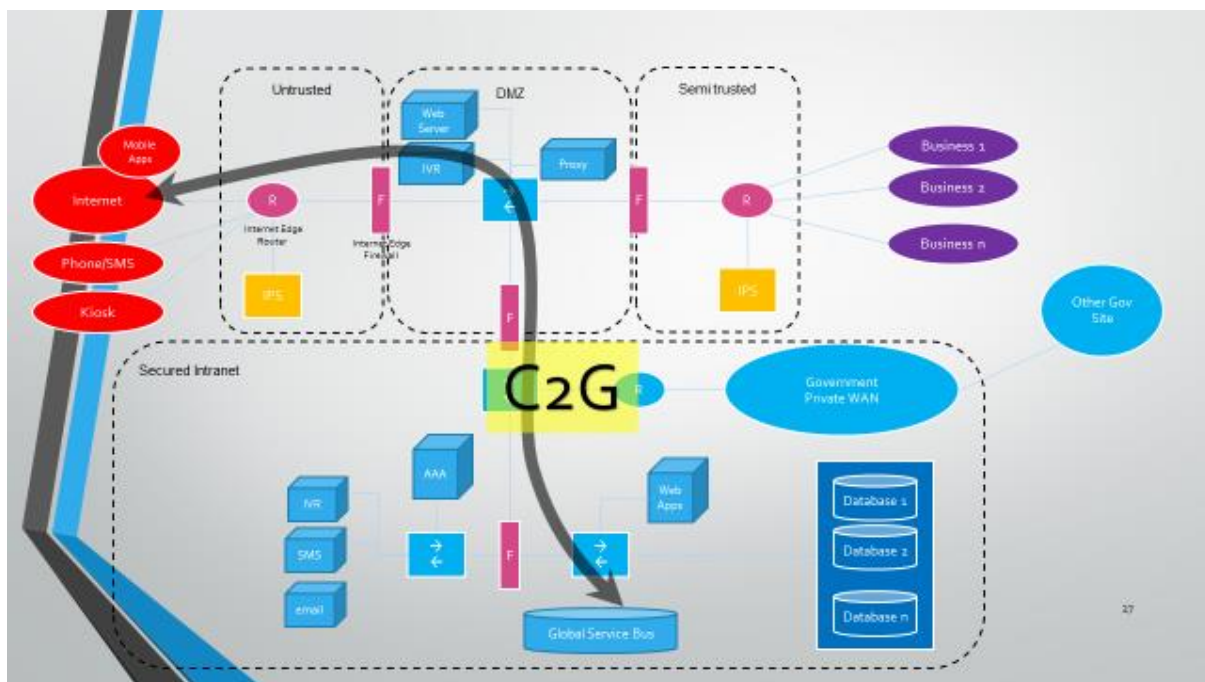 Untrusted
DMZ
Semi trusted
Mobile
Apps
Web
Server
IVR
Proxy
Business 1
Business 2
Business n
Internet
R
F
F
R
Internet Edge
Router
Internet Edge
Firewall
Phone/SMS
Kiosk
IPS
IPS
F
Other Gov
Site
Secured Intranet
C2G
R
Government
Private WAN
AAA
Web
Apps
IVR
SMS
email
F
Database 1
Database 2
Database n
Global Service Bus
27